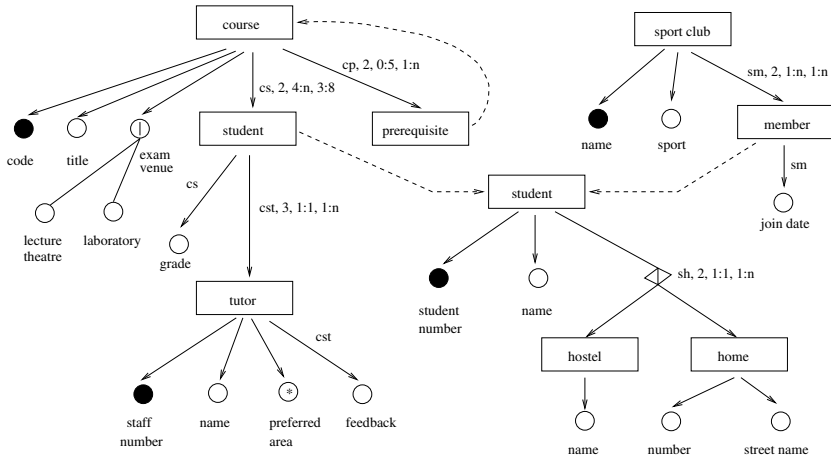 course
sport club
cp, 2, 0:5, 1:n
cs, 2, 4:n, 3:8
sm, 2, 1:n, 1:n
student
prerequisite
member
code
title
exam
venue
name
sport
cs
sm
student
cst, 3, 1:1, 1:n
join date
lecture
theatre
laboratory
grade
sh, 2, 1:1, 1:n
tutor
student
number
name
cst
hostel
home
*
staff
number
name
preferred
area
feedback
name
number
street name